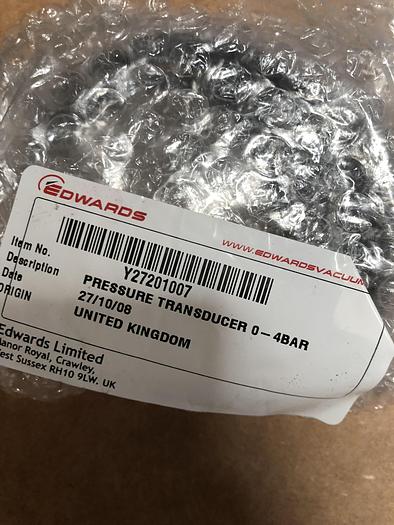 EDWARDS
www.edwardsvacuum
Item No. Y27201007
Description PRESSURE TRANSDUCER 0-4BAR
Date 27/10/08
ORIGIN UNITED KINGDOM
Edwards Limited
Manor Royal, Crawley,
West Sussex RH10 9LW. UK